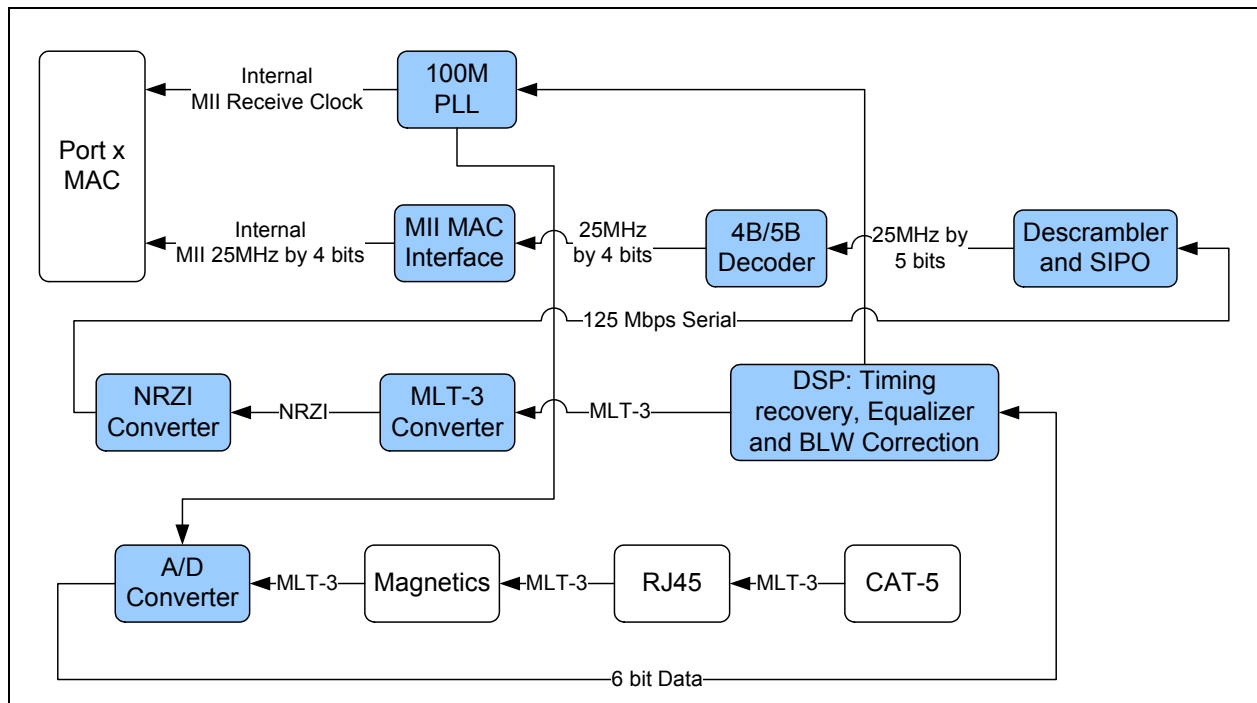 Port x
MAC
Internal
MII Receive Clock
100M
PLL
Internal
MII 25MHz by 4 bits
MII MAC
Interface
25MHz
by 4 bits
4B/5B
Decoder
25MHz by
5 bits
Descrambler
and SIPO
125 Mbps Serial
NRZI
Converter
NRZI
MLT-3
Converter
MLT-3
DSP: Timing
recovery, Equalizer
and BLW Correction
A/D
Converter
MLT-3
Magnetics
MLT-3
RJ45
MLT-3
CAT-5
6 bit Data